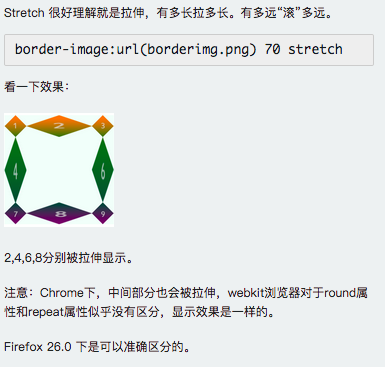 Stretch 很好理解就是拉伸，有多长拉多长。有多远“滚”多远。
border-image:url(borderimg.png) 70 stretch
看一下效果：
1 2 3
4 6
7 8 9
2,4,6,8分别被拉伸显示。
注意：Chrome下，中间部分也会被拉伸，webkit浏览器对于round属
性和repeat属性似乎没有区分，显示效果是一样的。
Firefox 26.0 下是可以准确区分的。